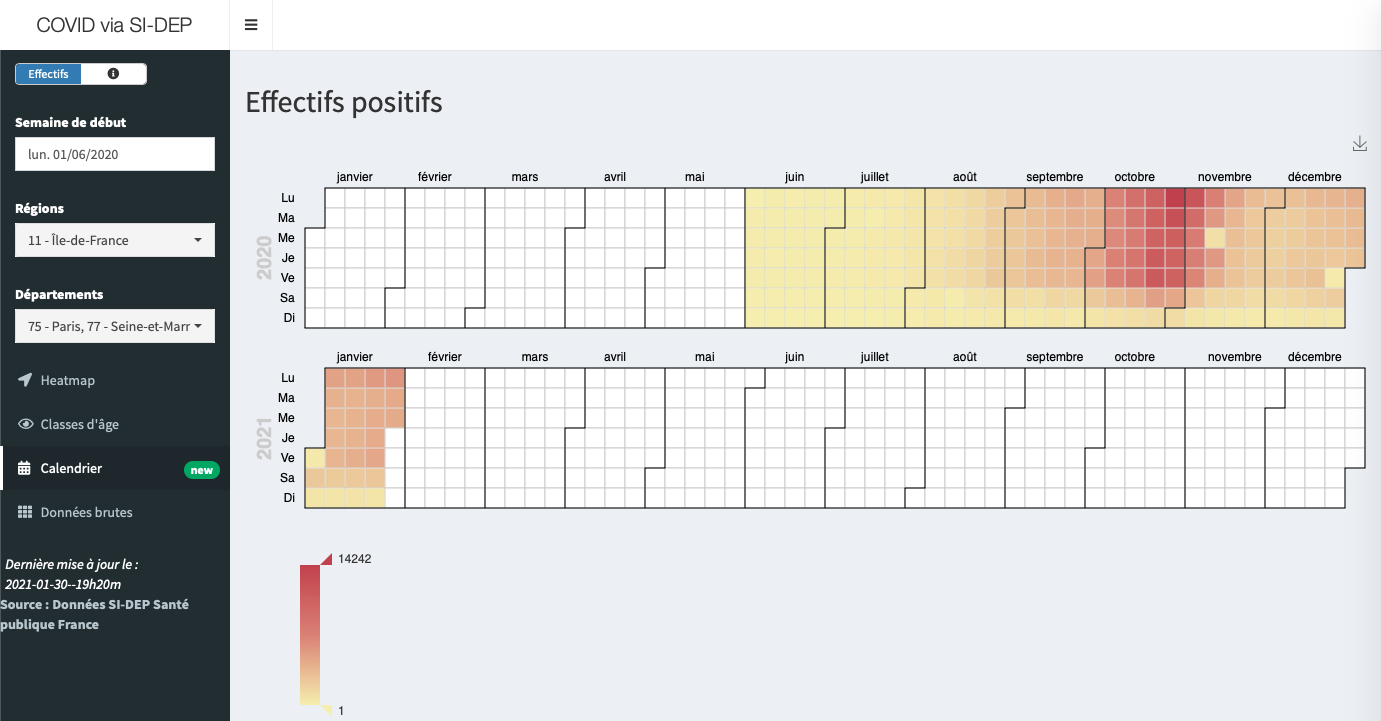 COVID via SI-DEP
Effectifs
Semaine de début
lun. 01/06/2020
Régions
11 - Île-de-France
Départements
75 - Paris, 77 - Seine-et-Marr
Heatmap
Classes d'âge
Calendrier new
Données brutes
Dernière mise à jour le :
2021-01-30--19h20m
Source : Données SI-DEP Santé
publique France
Effectifs positifs
janvier février mars avril mai juin juillet août septembre octobre novembre décembre
2020
Lu
Ma
Me
Je
Ve
Sa
Di
janvier février mars avril mai juin juillet août septembre octobre novembre décembre
2021
Lu
Ma
Me
Je
Ve
Sa
Di
14242
1